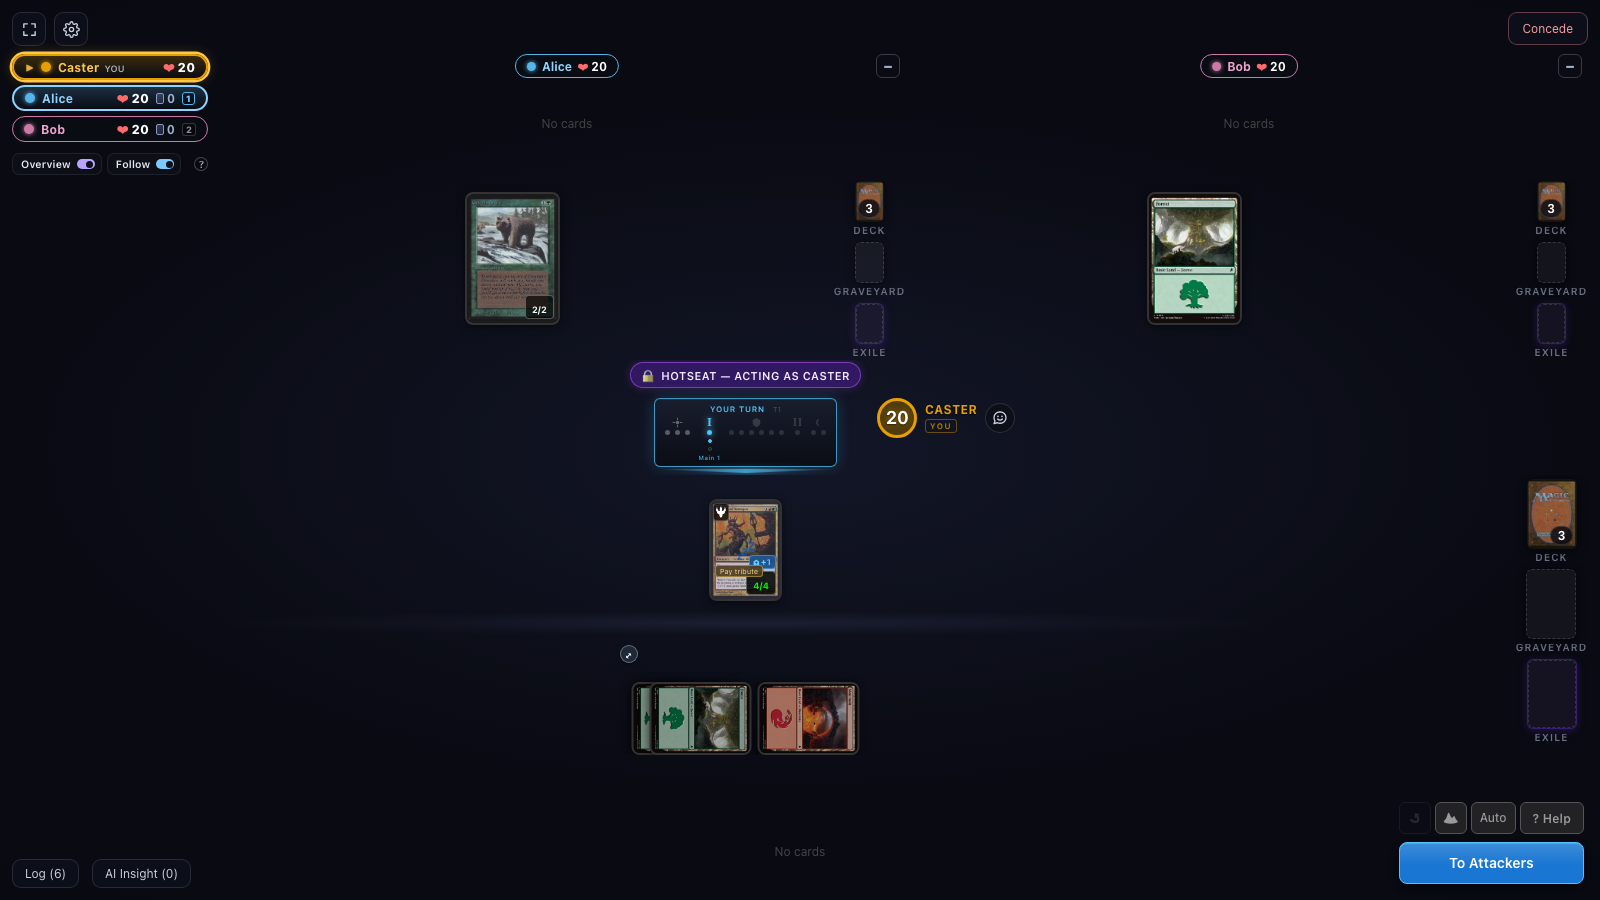 Concede
Caster YOU 20
Alice 20 0 1
Bob 20 0 2
Overview Follow ?
Alice 20
Bob 20
No cards
No cards
2/2
3
DECK
GRAVEYARD
EXILE
3
DECK
GRAVEYARD
EXILE
HOTSEAT — ACTING AS CASTER
YOUR TURN
I II
Main 1
20 CASTER
YOU
+1
Pay tribute
4/4
3
DECK
GRAVEYARD
EXILE
No cards
Auto ? Help
To Attackers
Log (6) AI Insight (0)